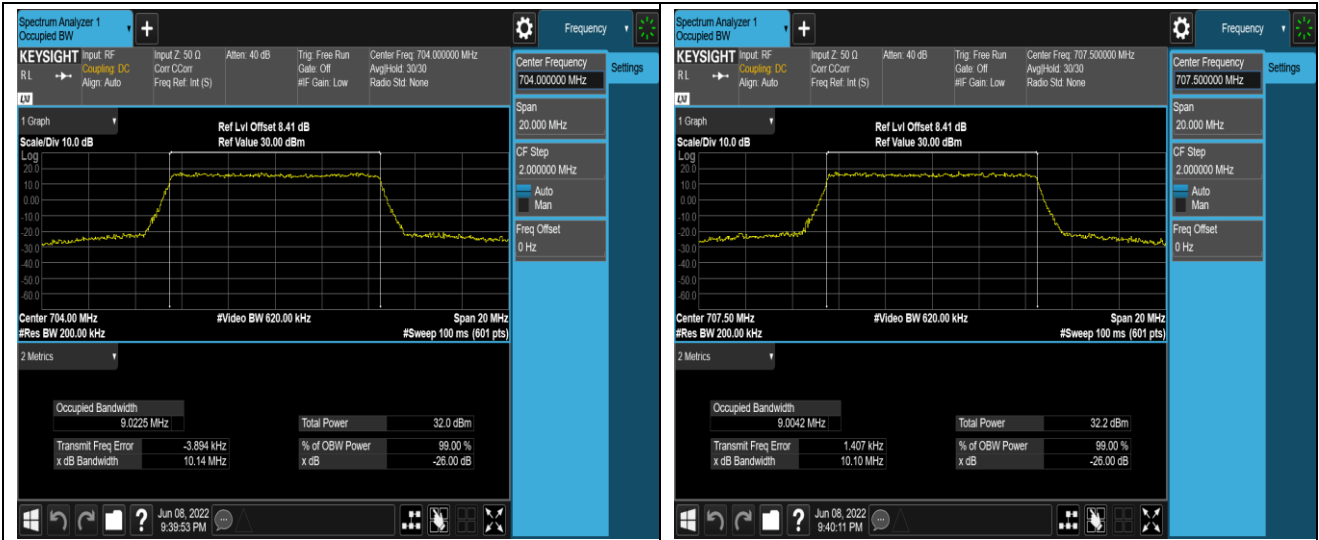 Spectrum Analyzer 1
Occupied BW
+
Frequency
KEYSIGHT
RL
LXI
Input: RF
Coupling: DC
Align: Auto
Input Z: 50 Ω
Corr CCorr
Freq Ref: Int (S)
Atten: 40 dB
Trig: Free Run
Gate: Off
#IF Gain: Low
Center Freq: 704.000000 MHz
Avg|Hold: 30/30
Radio Std: None
Center Frequency
704.000000 MHz
Settings
Span
20.000 MHz
CF Step
2.000000 MHz
Auto
Man
Freq Offset
0 Hz
1 Graph
Scale/Div 10.0 dB
Ref Lvl Offset 8.41 dB
Ref Value 30.00 dBm
Log
20.0
10.0
0.00
-10.0
-20.0
-30.0
-40.0
-50.0
-60.0
Center 704.00 MHz
#Res BW 200.00 kHz
#Video BW 620.00 kHz
Span 20 MHz
#Sweep 100 ms (601 pts)
2 Metrics
Occupied Bandwidth
9.0225 MHz
Total Power 32.0 dBm
Transmit Freq Error -3.894 kHz
% of OBW Power 99.00 %
x dB Bandwidth 10.14 MHz
x dB -26.00 dB
?
Jun 08, 2022
9:39:53 PM
Spectrum Analyzer 1
Occupied BW
+
Frequency
KEYSIGHT
RL
LXI
Input: RF
Coupling: DC
Align: Auto
Input Z: 50 Ω
Corr CCorr
Freq Ref: Int (S)
Atten: 40 dB
Trig: Free Run
Gate: Off
#IF Gain: Low
Center Freq: 707.500000 MHz
Avg|Hold: 30/30
Radio Std: None
Center Frequency
707.500000 MHz
Settings
Span
20.000 MHz
CF Step
2.000000 MHz
Auto
Man
Freq Offset
0 Hz
1 Graph
Scale/Div 10.0 dB
Ref Lvl Offset 8.41 dB
Ref Value 30.00 dBm
Log
20.0
10.0
0.00
-10.0
-20.0
-30.0
-40.0
-50.0
-60.0
Center 707.50 MHz
#Res BW 200.00 kHz
#Video BW 620.00 kHz
Span 20 MHz
#Sweep 100 ms (601 pts)
2 Metrics
Occupied Bandwidth
9.0042 MHz
Total Power 32.2 dBm
Transmit Freq Error 1.407 kHz
% of OBW Power 99.00 %
x dB Bandwidth 10.10 MHz
x dB -26.00 dB
?
Jun 08, 2022
9:40:11 PM